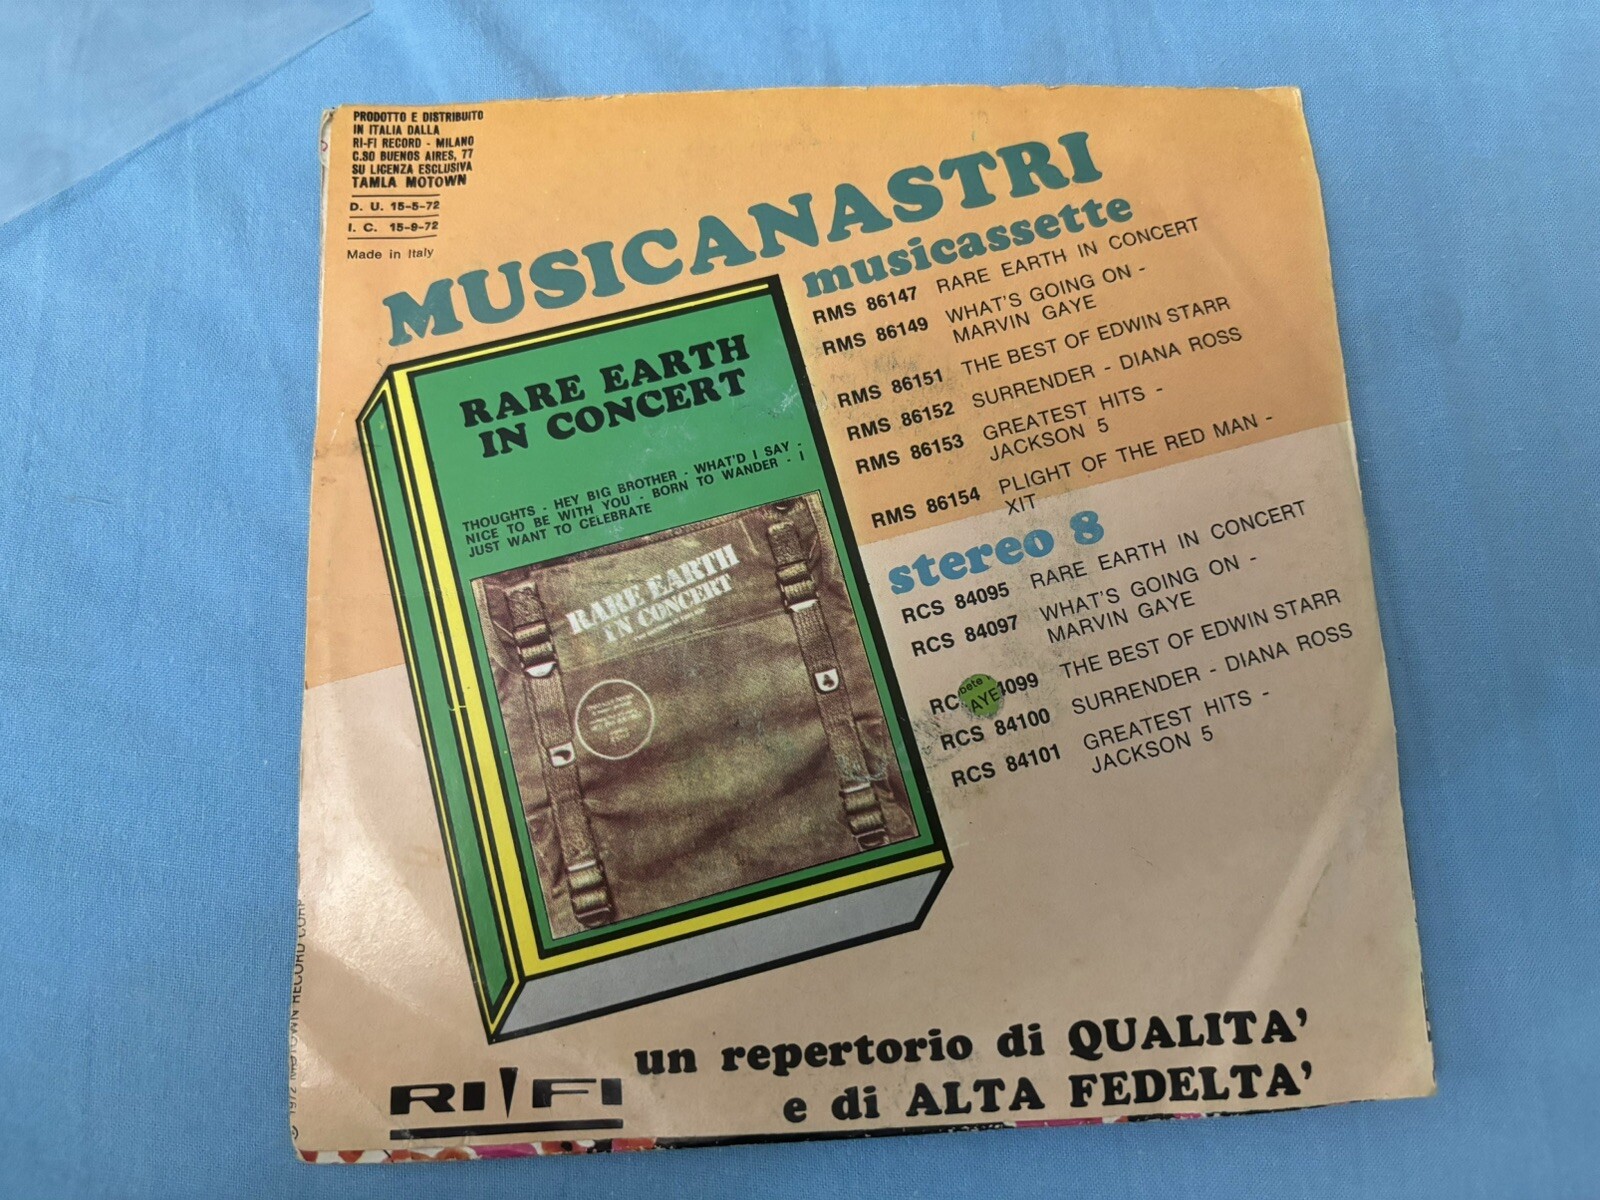 PRODOTTO E DISTRIBUITO
IN ITALIA DALLA
RI-FI RECORD - MILANO
C.SO BUENOS AIRES, 77
SU LICENZA ESCLUSIVA
TAMLA MOTOWN
D. U. 15-5-72
I. C. 15-9-72
Made in Italy
MUSICANASTRI
musicassette
RMS 86147 RARE EARTH IN CONCERT
RMS 86149 WHAT'S GOING ON -
MARVIN GAYE
RMS 86151 THE BEST OF EDWIN STARR
RMS 86152 SURRENDER - DIANA ROSS
RMS 86153 GREATEST HITS -
JACKSON 5
RMS 86154 PLIGHT OF THE RED MAN -
XIT
stereo 8
RCS 84095 RARE EARTH IN CONCERT
RCS 84097 WHAT'S GOING ON -
MARVIN GAYE
RC 4099 THE BEST OF EDWIN STARR
RCS 84100 SURRENDER - DIANA ROSS
RCS 84101 GREATEST HITS -
JACKSON 5
AYE
RARE EARTH
IN CONCERT
THOUGHTS - HEY BIG BROTHER - WHAT'D I SAY -
NICE TO BE WITH YOU - BORN TO WANDER - I
JUST WANT TO CELEBRATE
RARE EARTH
IN CONCERT
1972 MOTOWN RECORD CORP
un repertorio di QUALITA'
e di ALTA FEDELTA'
RI-FI